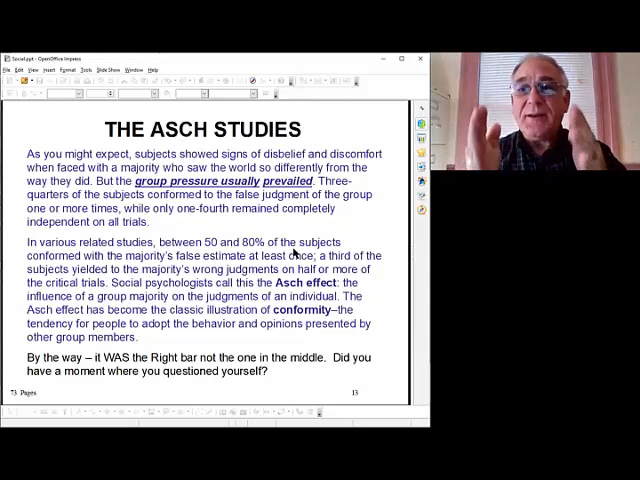 Social.ppt - OpenOffice Impress
File Edit View Insert Format Tools Slide Show Window Help
THE ASCH STUDIES
As you might expect, subjects showed signs of disbelief and discomfort
when faced with a majority who saw the world so differently from the
way they did. But the group pressure usually prevailed. Three-
quarters of the subjects conformed to the false judgment of the group
one or more times, while only one-fourth remained completely
independent on all trials.
In various related studies, between 50 and 80% of the subjects
conformed with the majority's false estimate at least once; a third of the
subjects yielded to the majority's wrong judgments on half or more of
the critical trials. Social psychologists call this the Asch effect: the
influence of a group majority on the judgments of an individual. The
Asch effect has become the classic illustration of conformity–the
tendency for people to adopt the behavior and opinions presented by
other group members.
By the way – it WAS the Right bar not the one in the middle. Did you
have a moment where you questioned yourself?
73 Pages 13